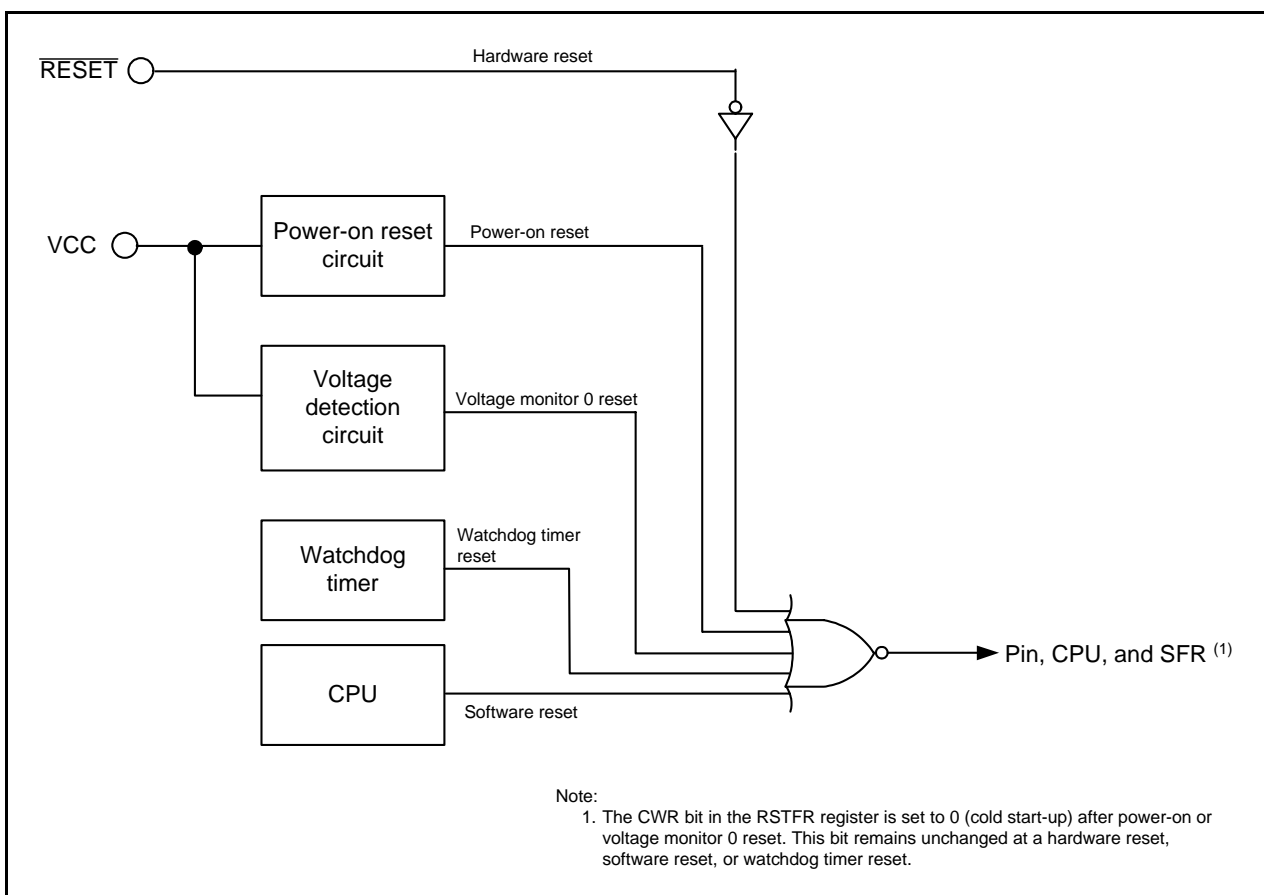 Hardware reset
RESET
Power-on reset
circuit
Power-on reset
VCC
Voltage
detection
circuit
Voltage monitor 0 reset
Watchdog
timer
Watchdog timer
reset
CPU
Software reset
Pin, CPU, and SFR (1)
Note:
1. The CWR bit in the RSTFR register is set to 0 (cold start-up) after power-on or
voltage monitor 0 reset. This bit remains unchanged at a hardware reset,
software reset, or watchdog timer reset.